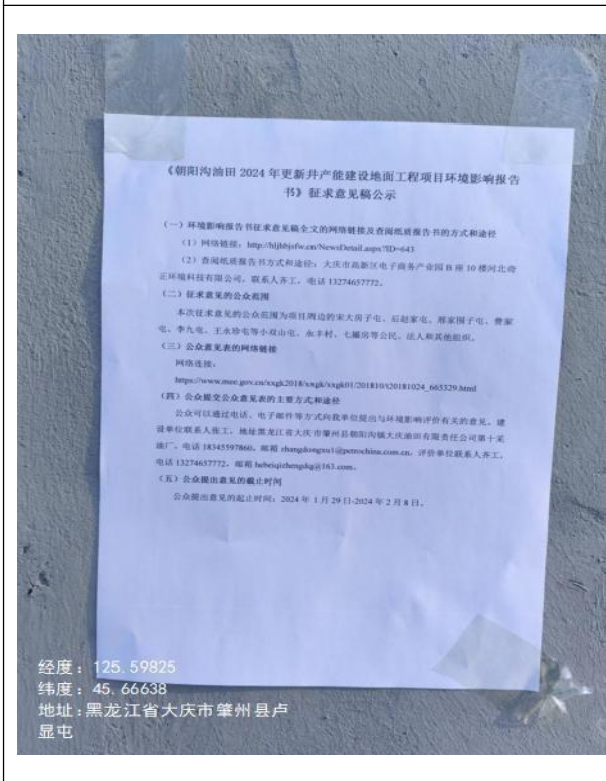 《朝阳沟油田 2024 年更新井产能建设地面工程项目环境影响报告
书》征求意见稿公示
（一）环境影响报告书征求意见稿全文的网络链接及查阅纸质报告书的方式和途径
（1）网络链接：http://hljhbjsfw.cn/NewsDetail.aspx?ID=643
（2）查阅纸质报告书方式和途径：大庆市高新区电子商务产业园 B 座 10 楼河北奇
正环境科技有限公司，联系人齐工，电话 13274657772。
（二）征求意见的公众范围
本次征求意见的公众范围为项目周边的宋大房子屯、后赵家屯、邢家围子屯、费家
屯、李九屯、王永珍屯等小双山屯、永丰村、七撮房等公民、法人和其他组织。
（三）公众意见表的网络链接
网络连接：
https://www.mee.gov.cn/xxgk2018/xxgk/xxgk01/201810/t20181024_665329.html
（四）公众提交公众意见表的主要方式和途径
公众可以通过电话、电子邮件等方式向我单位提出与环境影响评价有关的意见。建
设单位联系人张工，地址黑龙江省大庆市肇州县朝阳沟镇大庆油田有限责任公司第十采
油厂，电话 18345597860，邮箱 zhangdongxu1@petrochina.com.cn，评价单位联系人齐工，
电话 13274657772，邮箱 hebeiqizhengdq@163.com。
（五）公众提出意见的截止时间
公众提出意见的起止时间：2024 年 1 月 29 日-2024 年 2 月 8 日。
经度：125.59825
纬度：45.66638
地址：黑龙江省大庆市肇州县卢
显屯